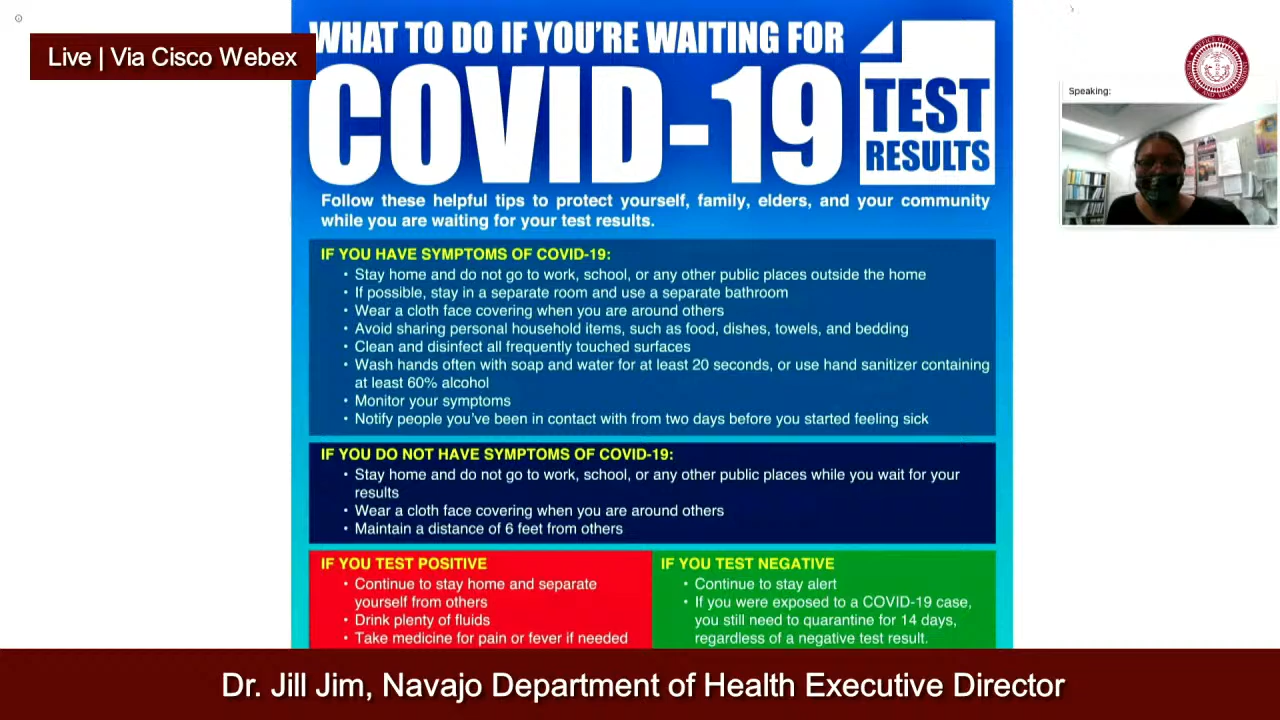 Live | Via Cisco Webex
WHAT TO DO IF YOU'RE WAITING FOR
COVID-19
TEST
RESULTS
Follow these helpful tips to protect yourself, family, elders, and your community
while you are waiting for your test results.
IF YOU HAVE SYMPTOMS OF COVID-19:
• Stay home and do not go to work, school, or any other public places outside the home
• If possible, stay in a separate room and use a separate bathroom
• Wear a cloth face covering when you are around others
• Avoid sharing personal household items, such as food, dishes, towels, and bedding
• Clean and disinfect all frequently touched surfaces
• Wash hands often with soap and water for at least 20 seconds, or use hand sanitizer containing
at least 60% alcohol
• Monitor your symptoms
• Notify people you've been in contact with from two days before you started feeling sick
IF YOU DO NOT HAVE SYMPTOMS OF COVID-19:
• Stay home and do not go to work, school, or any other public places while you wait for your
results
• Wear a cloth face covering when you are around others
• Maintain a distance of 6 feet from others
IF YOU TEST POSITIVE
• Continue to stay home and separate
yourself from others
• Drink plenty of fluids
• Take medicine for pain or fever if needed
IF YOU TEST NEGATIVE
• Continue to stay alert
• If you were exposed to a COVID-19 case,
you still need to quarantine for 14 days,
regardless of a negative test result.
Speaking:
OFFICE OF THE
PRESIDENT AND VICE PRESIDENT
Dr. Jill Jim, Navajo Department of Health Executive Director